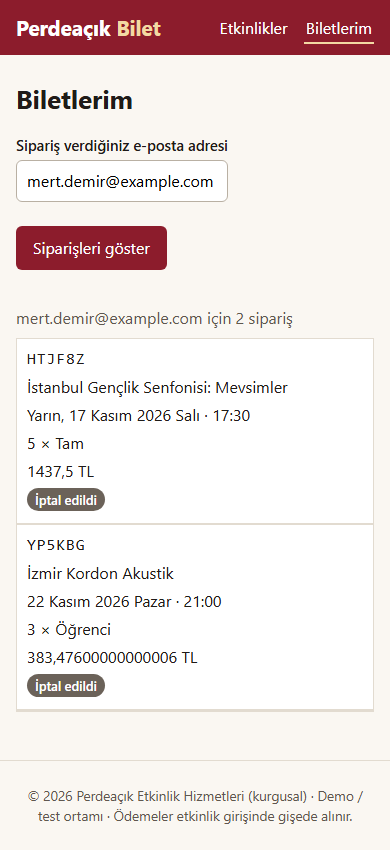 Perdeaçık Bilet Etkinlikler Biletlerim
Biletlerim
Sipariş verdiğiniz e-posta adresi
mert.demir@example.com
Siparişleri göster
mert.demir@example.com için 2 sipariş
HTJF8Z
İstanbul Gençlik Senfonisi: Mevsimler
Yarın, 17 Kasım 2026 Salı · 17:30
5 × Tam
1437,5 TL
İptal edildi
YP5KBG
İzmir Kordon Akustik
22 Kasım 2026 Pazar · 21:00
3 × Öğrenci
383,47600000000006 TL
İptal edildi
© 2026 Perdeaçık Etkinlik Hizmetleri (kurgusal) · Demo /
test ortamı · Ödemeler etkinlik girişinde gişede alınır.